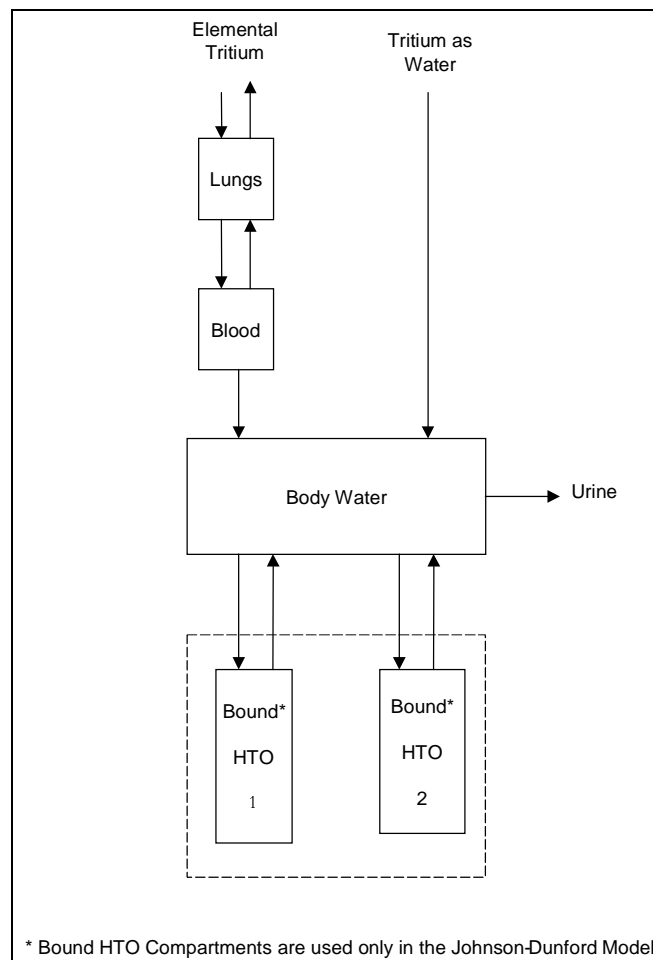 Elemental
Tritium
Tritium as
Water
Lungs
Blood
Body Water
Urine
Bound*
HTO
1
Bound*
HTO
2
* Bound HTO Compartments are used only in the Johnson-Dunford Model